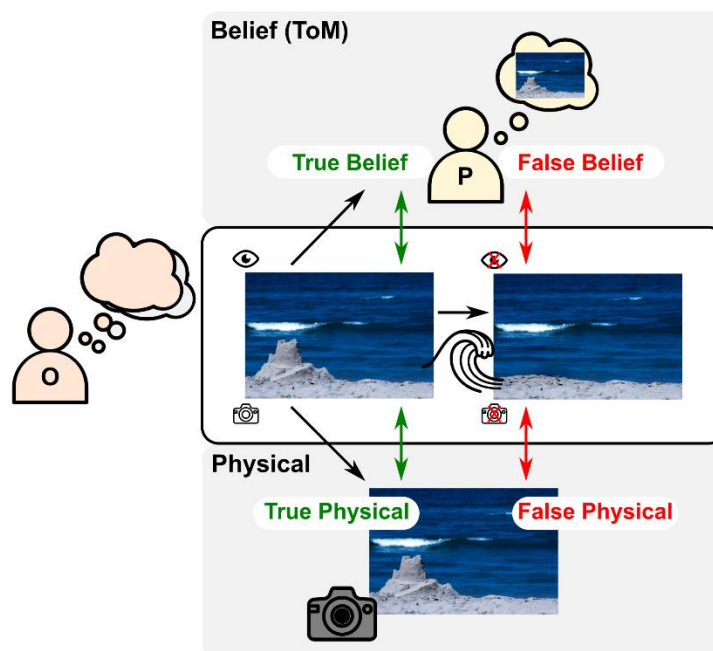 Belief (ToM)
P
True Belief
False Belief
O
Physical
True Physical
False Physical